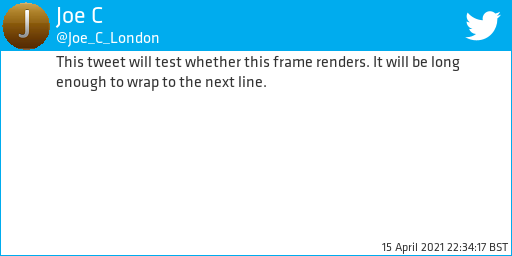 J
Joe C
@Joe_C_London
This tweet will test whether this frame renders. It will be long
enough to wrap to the next line.
15 April 2021 22:34:17 BST